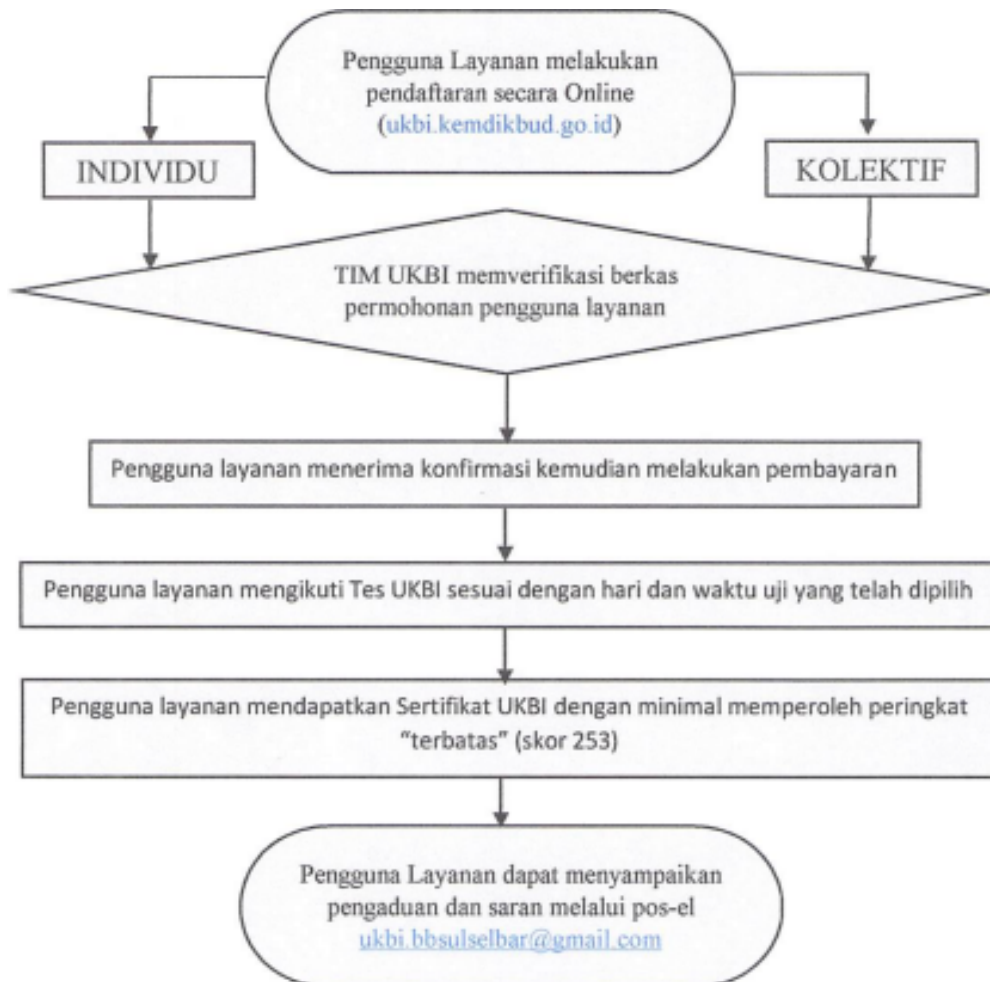 Pengguna Layanan melakukan
pendaftaran secara Online
(ukbi.kemdikbud.go.id)
INDIVIDU
KOLEKTIF
TIM UKBI memverifikasi berkas
permohonan pengguna layanan
Pengguna layanan menerima konfirmasi kemudian melakukan pembayaran
Pengguna layanan mengikuti Tes UKBI sesuai dengan hari dan waktu uji yang telah dipilih
Pengguna layanan mendapatkan Sertifikat UKBI dengan minimal memperoleh peringkat
“terbatas” (skor 253)
Pengguna Layanan dapat menyampaikan
pengaduan dan saran melalui pos-el
ukbi.bbsulselbar@gmail.com